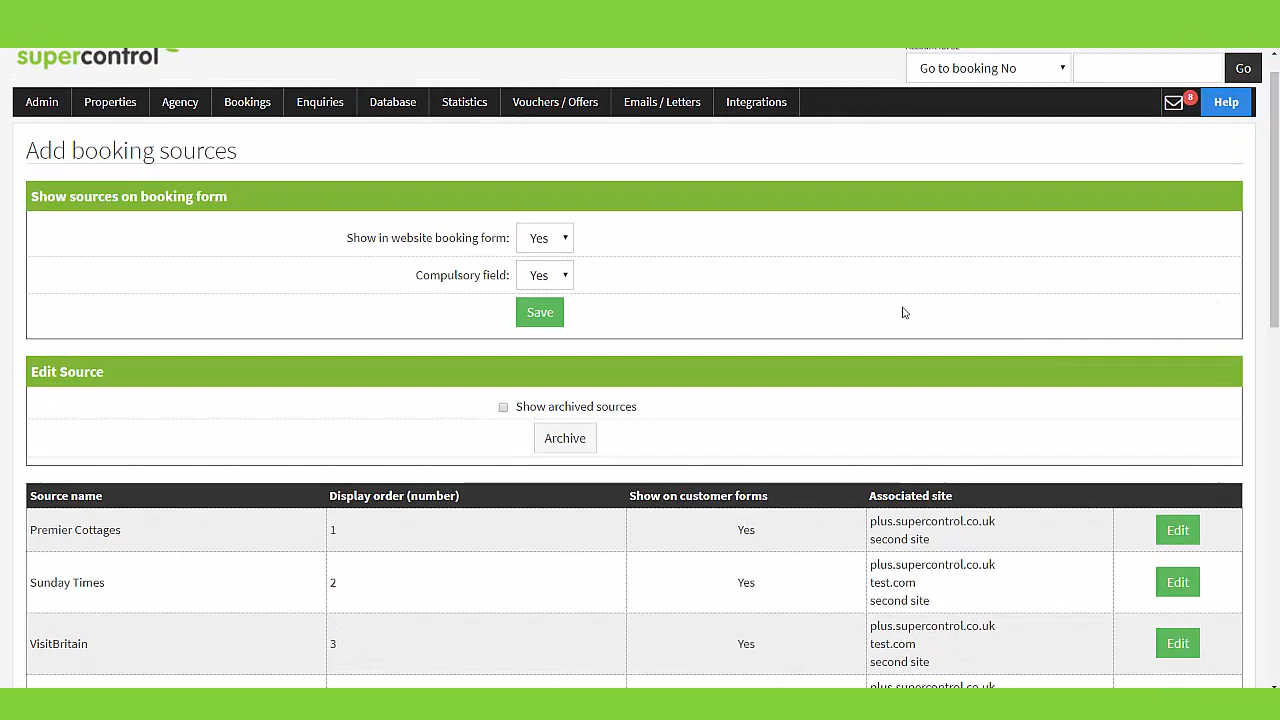 supercontrol
Go to booking No
Go
Admin
Properties
Agency
Bookings
Enquiries
Database
Statistics
Vouchers / Offers
Emails / Letters
Integrations
8
Help
Add booking sources
Show sources on booking form
Show in website booking form: Yes
Compulsory field: Yes
Save
Edit Source
Show archived sources
Archive
Source name Display order (number) Show on customer forms Associated site
Premier Cottages 1 Yes plus.supercontrol.co.uk
second site
Edit
Sunday Times 2 Yes plus.supercontrol.co.uk
test.com
second site
Edit
VisitBritain 3 Yes plus.supercontrol.co.uk
test.com
second site
Edit
plus.supercontrol.co.uk